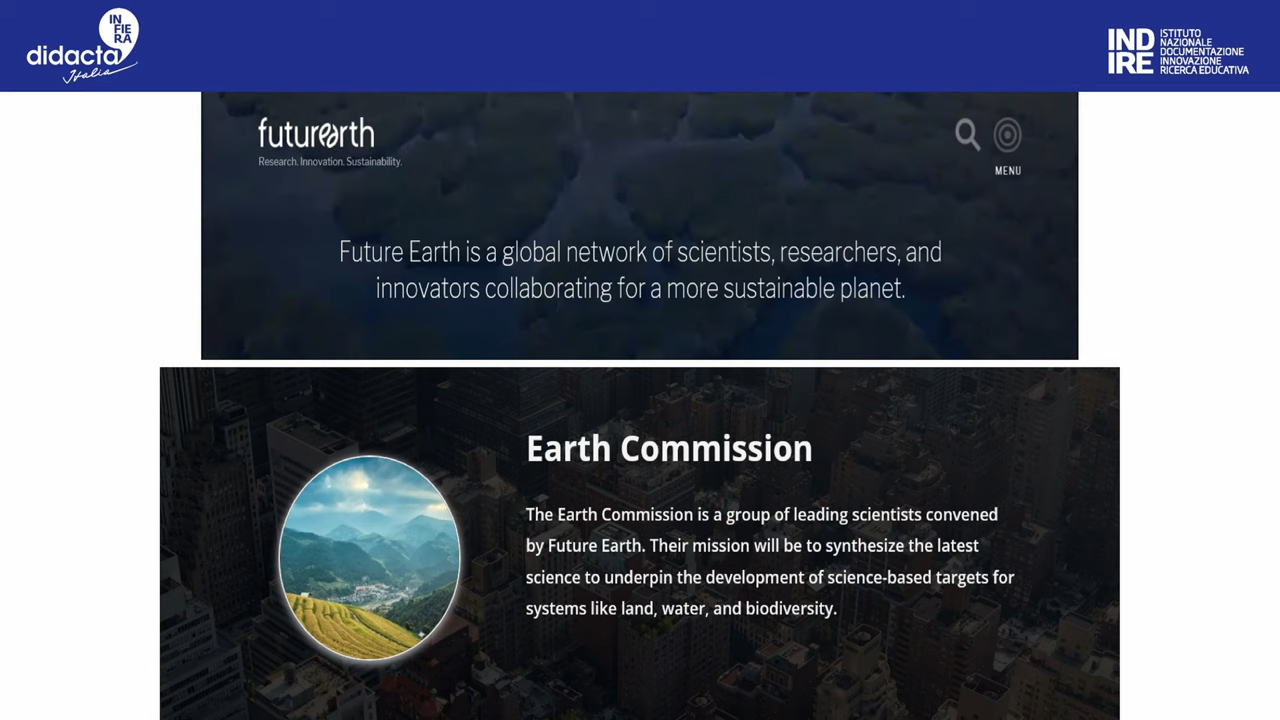 IN
FIE
RA
didacta
Italia
IND
IRE
ISTITUTO
NAZIONALE
DOCUMENTAZIONE
INNOVAZIONE
RICERCA EDUCATIVA
futurearth
Research. Innovation. Sustainability.
MENU
Future Earth is a global network of scientists, researchers, and
innovators collaborating for a more sustainable planet.
Earth Commission
The Earth Commission is a group of leading scientists convened
by Future Earth. Their mission will be to synthesize the latest
science to underpin the development of science-based targets for
systems like land, water, and biodiversity.